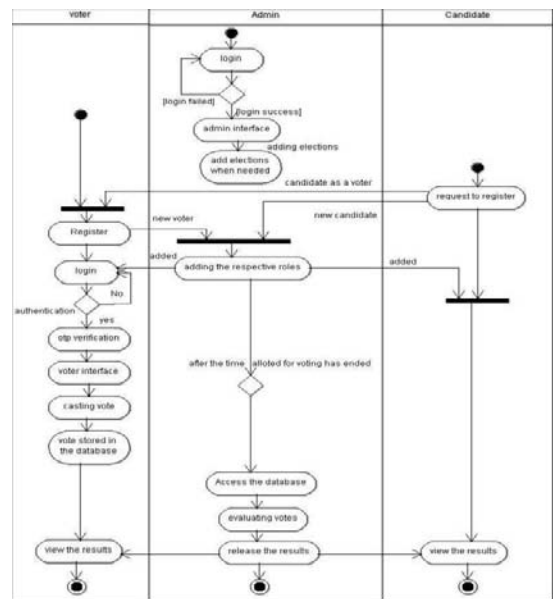 voter
Admin
Candidate
login
[login failed]
[login success]
admin interface
adding elections
add elections
when needed
candidate as a voter
request to register
Register
new voter
new candidate
added
adding the respective roles
added
login
No
authentication
yes
otp verification
voter interface
casting vote
vote stored in
the database
after the time alloted for voting has ended
Access the database
evaluating votes
view the results
release the results
view the results